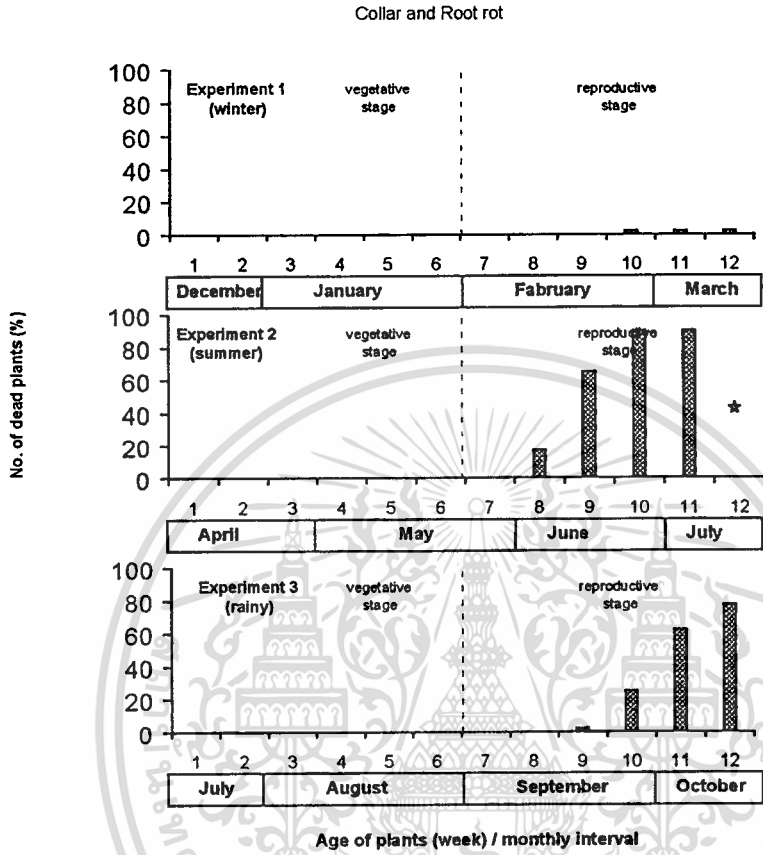 Collar and Root rot
No. of dead plants (%)
100
80
60
40
20
0
Experiment 1
(winter)
vegetative
stage
reproductive
stage
1 2 3 4 5 6 7 8 9 10 11 12
December January Fabruary March
100
80
60
40
20
0
Experiment 2
(summer)
vegetative
stage
reproductive
stage
★
1 2 3 4 5 6 7 8 9 10 11 12
April May June July
100
80
60
40
20
0
Experiment 3
(rainy)
vegetative
stage
reproductive
stage
1 2 3 4 5 6 7 8 9 10 11 12
July August September October
Age of plants (week) / monthly interval